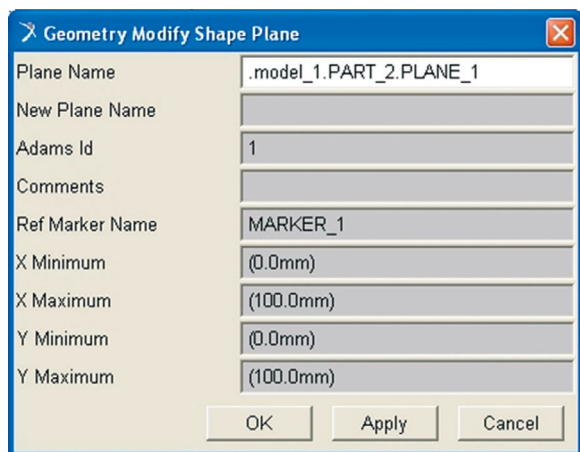 Geometry Modify Shape Plane
Plane Name .model_1.PART_2.PLANE_1
New Plane Name
Adams Id 1
Comments
Ref Marker Name MARKER_1
X Minimum (0.0mm)
X Maximum (100.0mm)
Y Minimum (0.0mm)
Y Maximum (100.0mm)
OK Apply Cancel